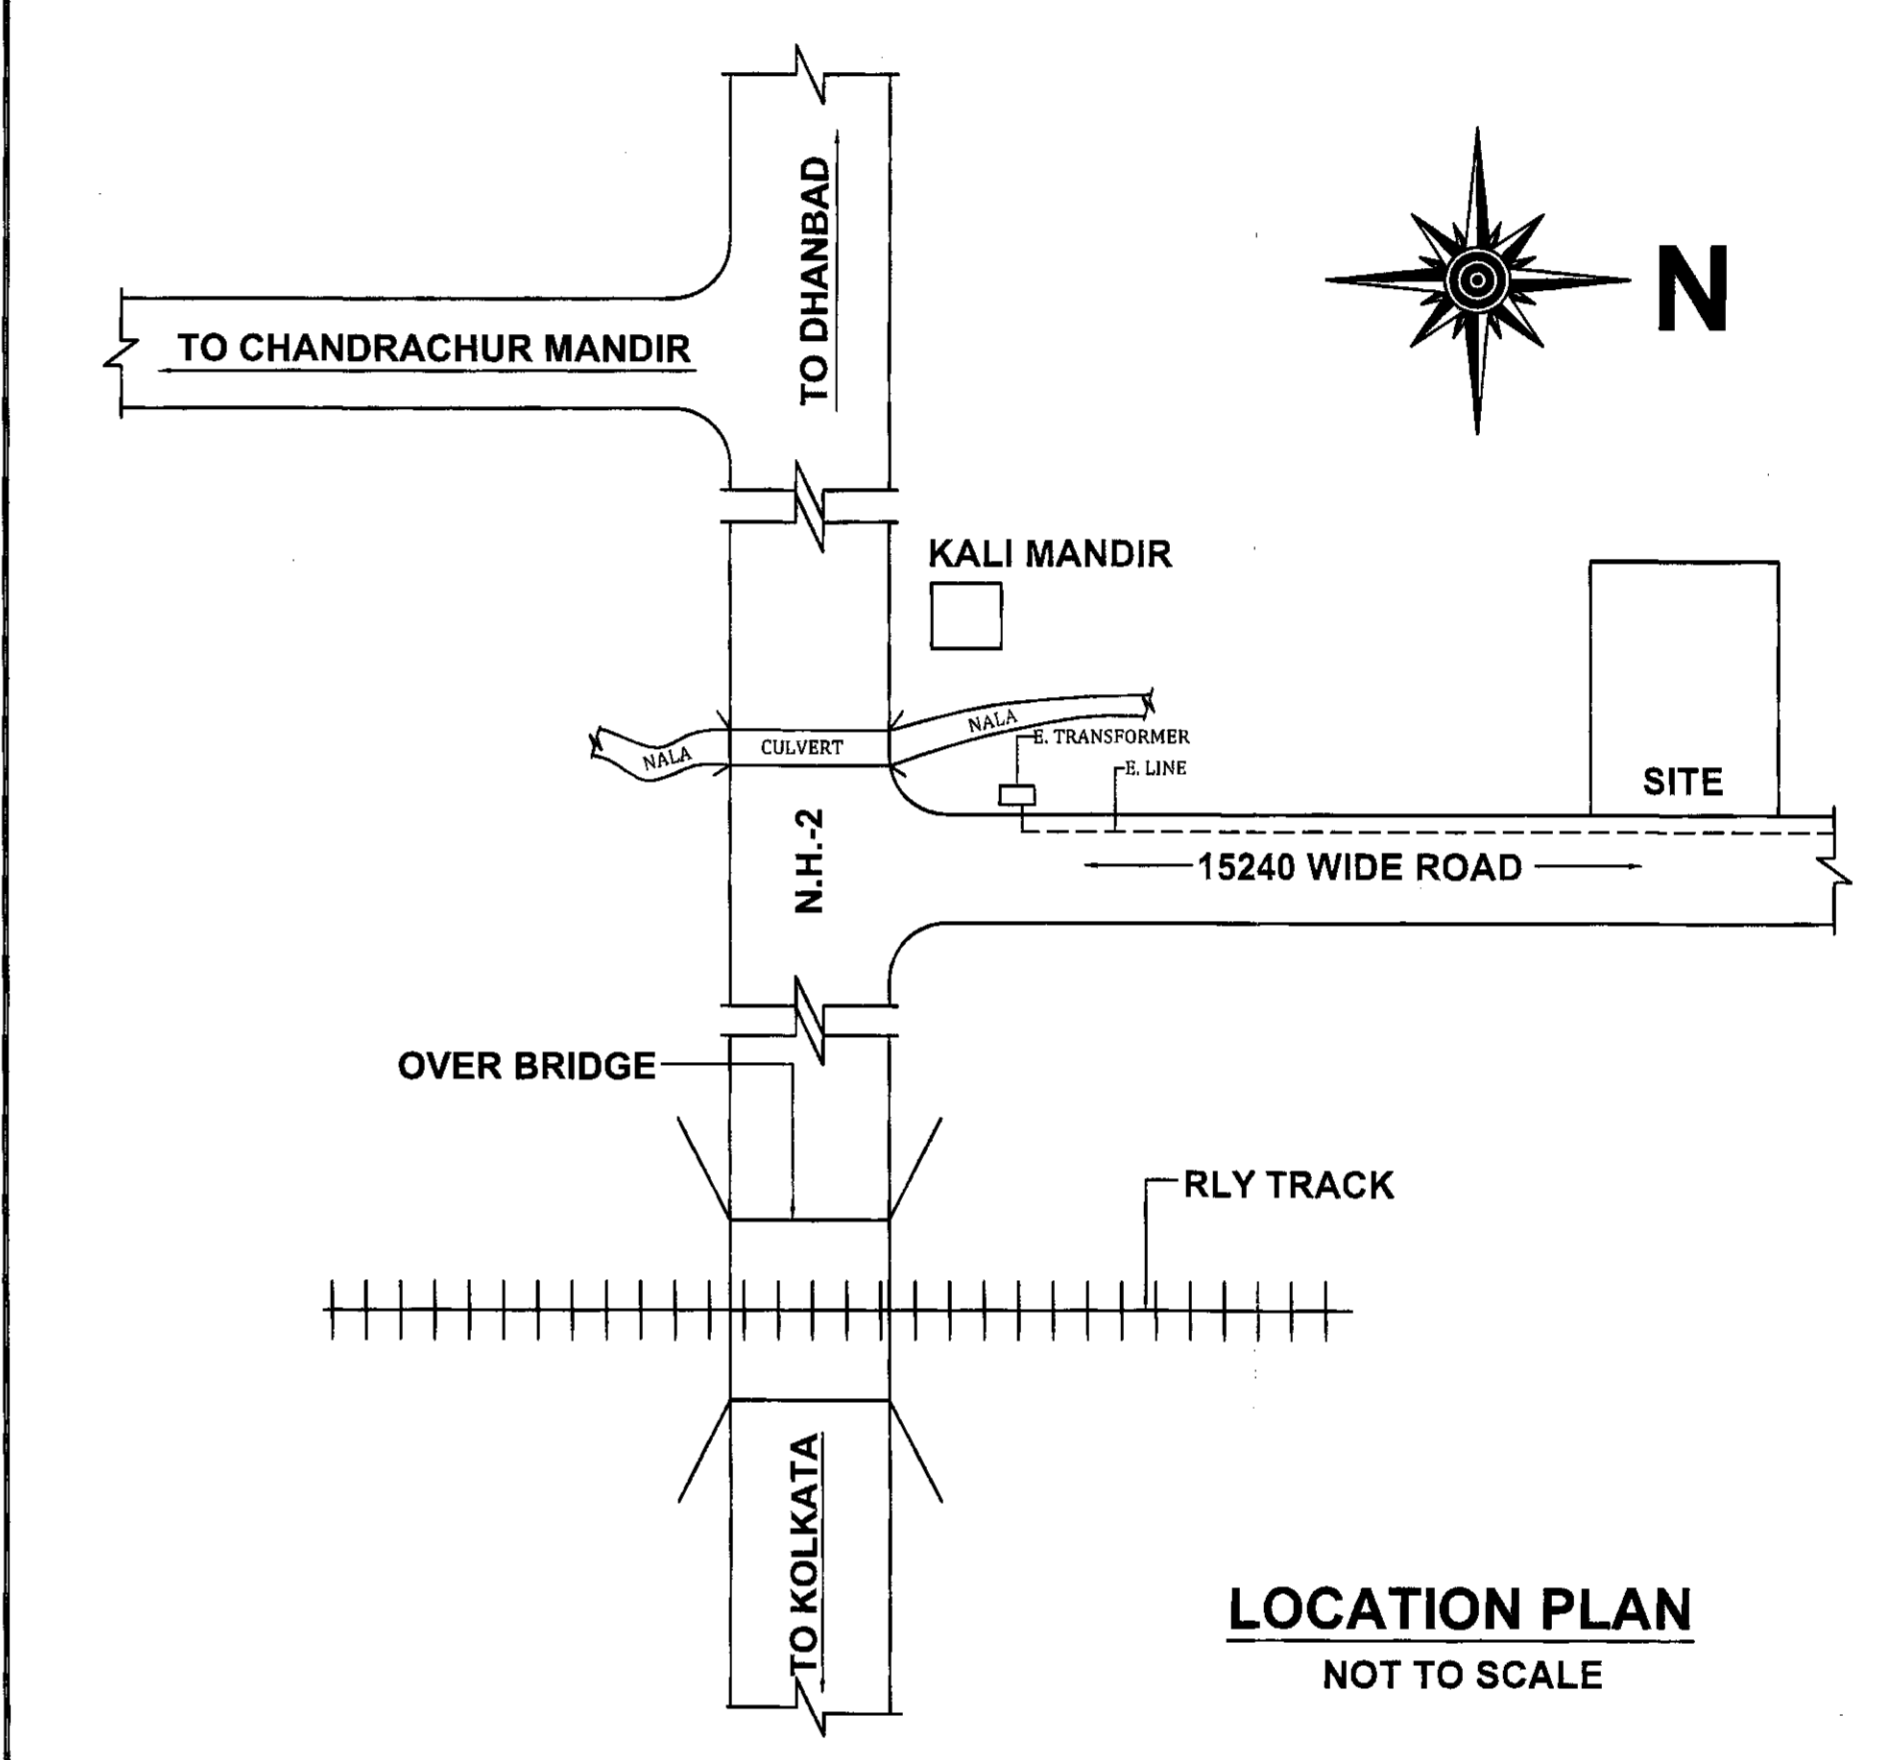 TO DHANBAD
N
TO CHANDRACHUR MANDIR
KALI MANDIR
NALA
E. TRANSFORMER
CULVERT
NALA
E. LINE
SITE
N.H.-2
15240 WIDE ROAD
OVER BRIDGE
RLY TRACK
TO KOLKATA
LOCATION PLAN
NOT TO SCALE